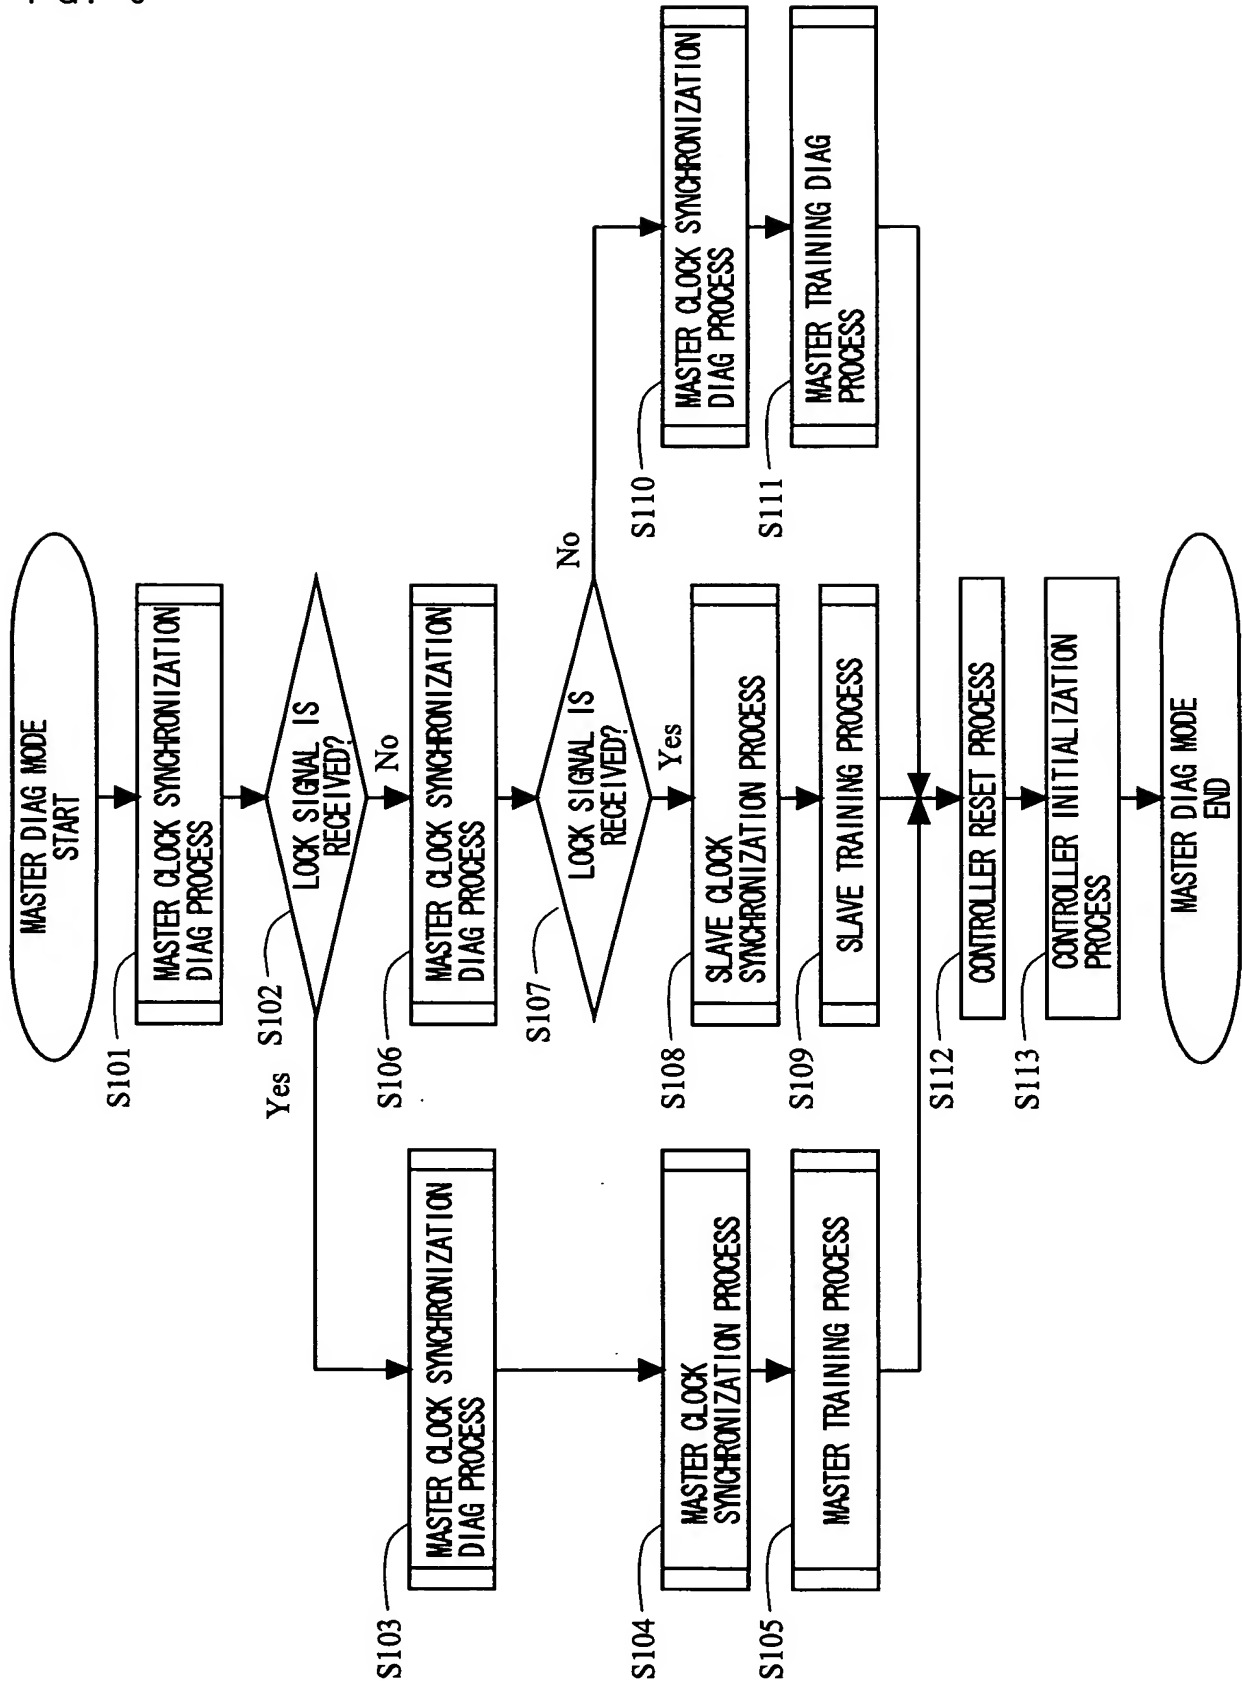 MASTER DIAG MODE
START
S101
MASTER CLOCK SYNCHRONIZATION
DIAG PROCESS
S102
LOCK SIGNAL IS
RECEIVED?
Yes
No
S103
MASTER CLOCK SYNCHRONIZATION
DIAG PROCESS
S106
MASTER CLOCK SYNCHRONIZATION
DIAG PROCESS
S107
LOCK SIGNAL IS
RECEIVED?
No
Yes
S104
MASTER CLOCK
SYNCHRONIZATION PROCESS
S108
SLAVE CLOCK
SYNCHRONIZATION PROCESS
S110
MASTER CLOCK SYNCHRONIZATION
DIAG PROCESS
S105
MASTER TRAINING PROCESS
S109
SLAVE TRAINING PROCESS
S111
MASTER TRAINING DIAG
PROCESS
S112
CONTROLLER RESET PROCESS
S113
CONTROLLER INITIALIZATION
PROCESS
MASTER DIAG MODE
END